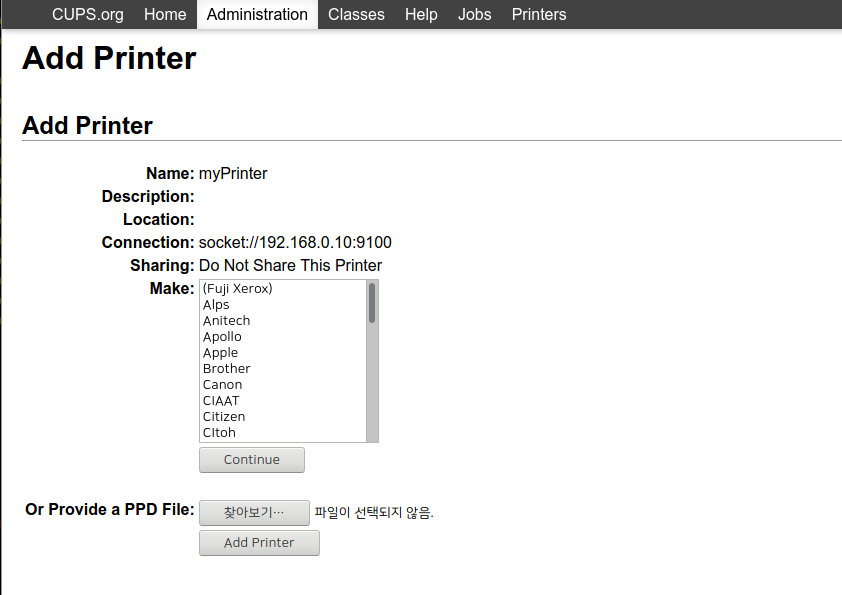 CUPS.org Home Administration Classes Help Jobs Printers
Add Printer
Add Printer
Name: myPrinter
Description:
Location:
Connection: socket://192.168.0.10:9100
Sharing: Do Not Share This Printer
Make: (Fuji Xerox)
Alps
Anitech
Apollo
Apple
Brother
Canon
CIAAT
Citizen
CItoh
Continue
Or Provide a PPD File: 찾아보기… 파일이 선택되지 않음.
Add Printer